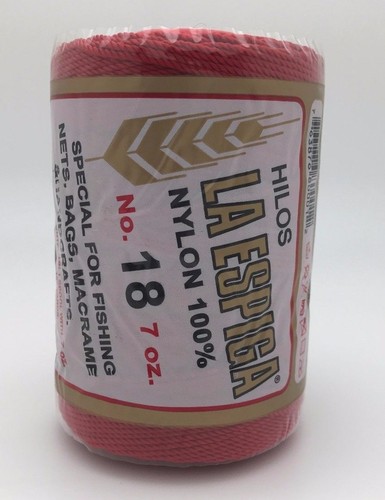 HILOS
LA ESPIGA®
NYLON 100%
No. 18 7 oz.
SPECIAL FOR FISHING
NETS, BAGS, MACRAME